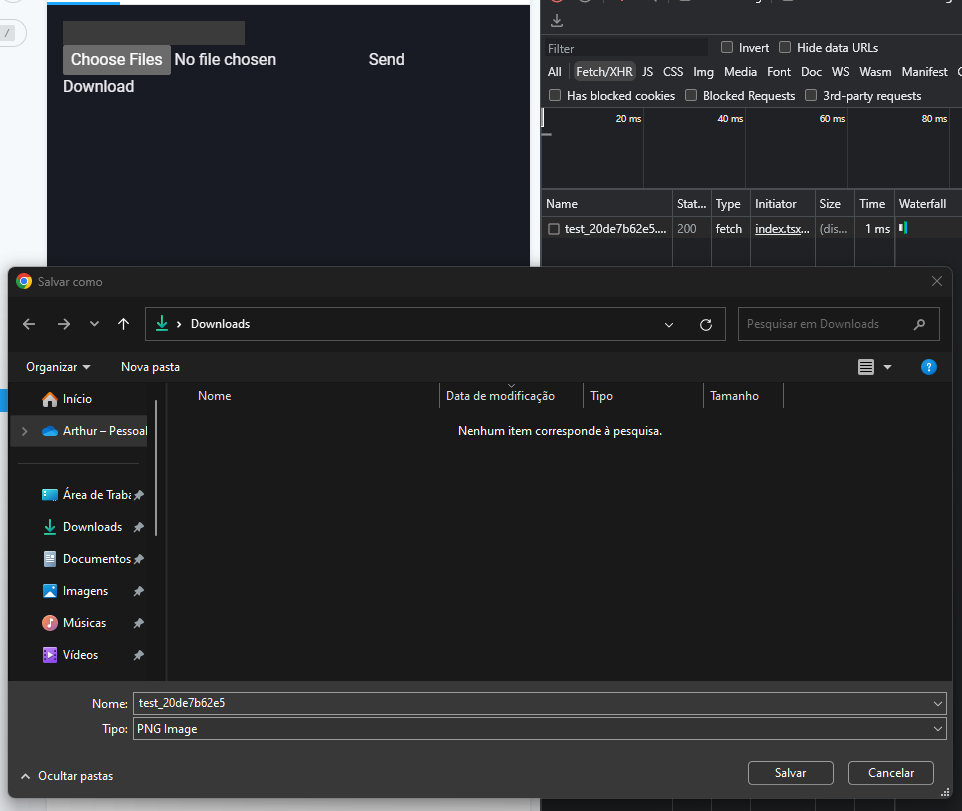 /
Choose Files No file chosen Send
Download
Filter
Invert
Hide data URLs
All Fetch/XHR JS CSS Img Media Font Doc WS Wasm Manifest
Has blocked cookies Blocked Requests 3rd-party requests
20 ms 40 ms 60 ms 80 ms
Name Stat... Type Initiator Size Time Waterfall
test_20de7b62e5.... 200 fetch index.tsx... (dis... 1 ms
Salvar como
Downloads
Pesquisar em Downloads
Organizar Nova pasta
?
Nome Data de modificação Tipo Tamanho
Nenhum item corresponde à pesquisa.
Início
Arthur – Pessoal
Área de Traba
Downloads
Documentos
Imagens
Músicas
Vídeos
Nome: test_20de7b62e5
Tipo: PNG Image
Ocultar pastas
Salvar
Cancelar